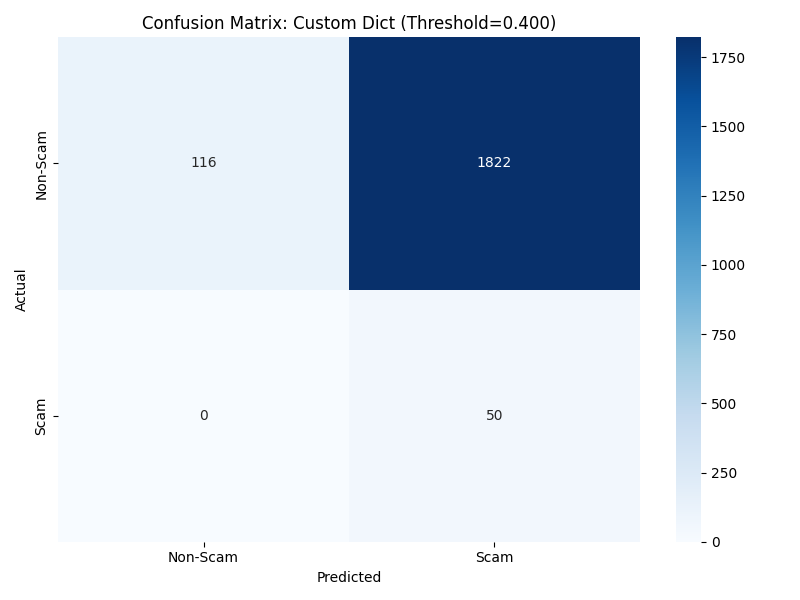 Confusion Matrix: Custom Dict (Threshold=0.400)
Actual
Non-Scam
116
1822
Scam
0
50
Non-Scam
Scam
Predicted
1750
1500
1250
1000
750
500
250
0